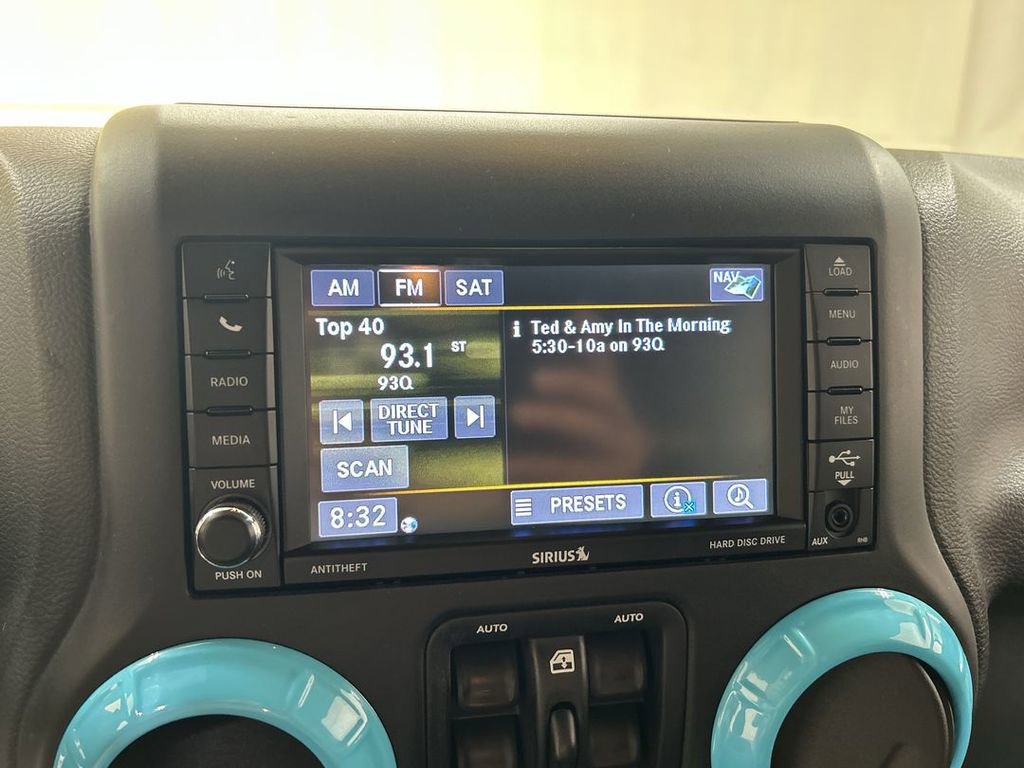 AM
FM
SAT
NAV
Top 40
93.1 ST
93Q
DIRECT
TUNE
SCAN
8:32
i Ted & Amy In The Morning
5:30-10a on 93Q
PRESETS
i
RADIO
MEDIA
VOLUME
PUSH ON
LOAD
MENU
AUDIO
MY
FILES
PULL
AUX
RHB
ANTITHEFT
SIRIUS
HARD DISC DRIVE
AUTO
AUTO